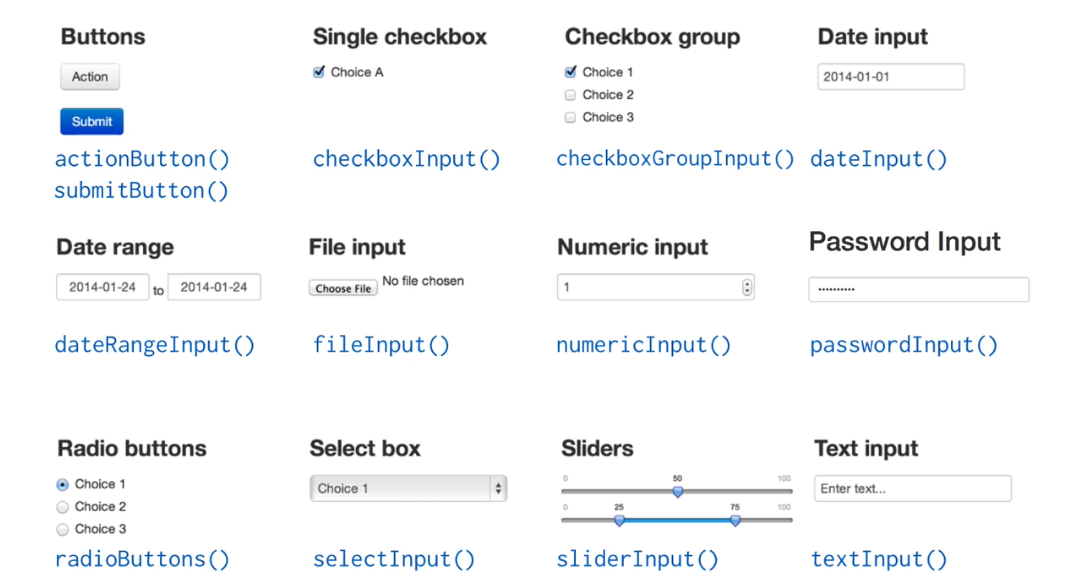 Buttons
Action
Submit
actionButton()
submitButton()
Single checkbox
Choice A
checkboxInput()
Checkbox group
Choice 1
Choice 2
Choice 3
checkboxGroupInput()
Date input
2014-01-01
dateInput()
Date range
2014-01-24 to 2014-01-24
dateRangeInput()
File input
Choose File No file chosen
fileInput()
Numeric input
1
numericInput()
Password Input
••••••••••
passwordInput()
Radio buttons
Choice 1
Choice 2
Choice 3
radioButtons()
Select box
Choice 1
selectInput()
Sliders
0 50 100
0 25 75 100
sliderInput()
Text input
Enter text...
textInput()